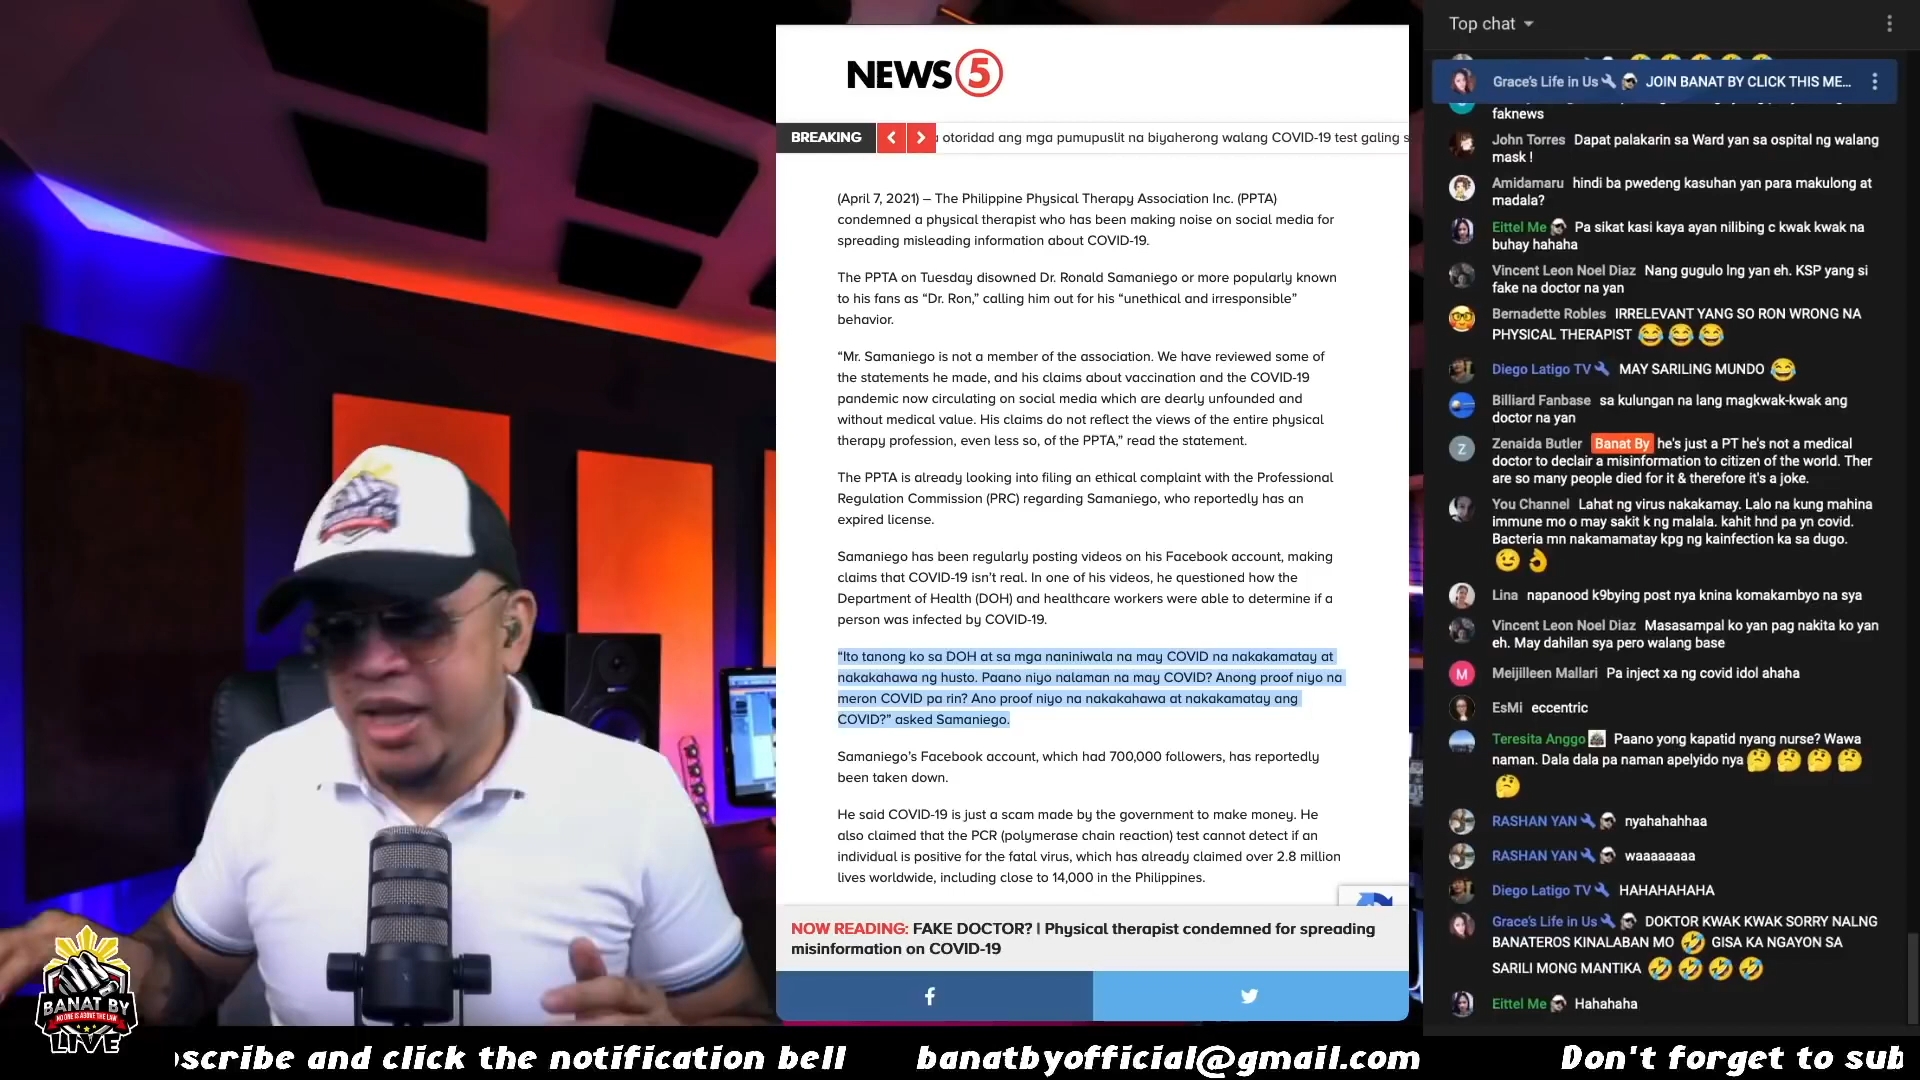 NEWS 5
BREAKING
otoridad ang mga pumupuslit na biyaherong walang COVID-19 test galing s
(April 7, 2021) – The Philippine Physical Therapy Association Inc. (PPTA)
condemned a physical therapist who has been making noise on social media for
spreading misleading information about COVID-19.
The PPTA on Tuesday disowned Dr. Ronald Samaniego or more popularly known
to his fans as “Dr. Ron,” calling him out for his “unethical and irresponsible”
behavior.
“Mr. Samaniego is not a member of the association. We have reviewed some of
the statements he made, and his claims about vaccination and the COVID-19
pandemic now circulating on social media which are dearly unfounded and
without medical value. His claims do not reflect the views of the entire physical
therapy profession, even less so, of the PPTA,” read the statement.
The PPTA is already looking into filing an ethical complaint with the Professional
Regulation Commission (PRC) regarding Samaniego, who reportedly has an
expired license.
Samaniego has been regularly posting videos on his Facebook account, making
claims that COVID-19 isn’t real. In one of his videos, he questioned how the
Department of Health (DOH) and healthcare workers were able to determine if a
person was infected by COVID-19.
“Ito tanong ko sa DOH at sa mga naniniwala na may COVID na nakakamatay at
nakakahawa ng husto. Paano niyo nalaman na may COVID? Anong proof niyo na
meron COVID pa rin? Ano proof niyo na nakakahawa at nakakamatay ang
COVID?” asked Samaniego.
Samaniego’s Facebook account, which had 700,000 followers, has reportedly
been taken down.
He said COVID-19 is just a scam made by the government to make money. He
also claimed that the PCR (polymerase chain reaction) test cannot detect if an
individual is positive for the fatal virus, which has already claimed over 2.8 million
lives worldwide, including close to 14,000 in the Philippines.
NOW READING: FAKE DOCTOR? | Physical therapist condemned for spreading
misinformation on COVID-19
Top chat
Grace's Life in Us JOIN BANAT BY CLICK THIS ME...
faknews
John Torres Dapat palakarin sa Ward yan sa ospital ng walang
mask !
Amidamaru hindi ba pwedeng kasuhan yan para makulong at
madala?
Eittel Me Pa sikat kasi kaya ayan nilibing c kwak kwak na
buhay hahaha
Vincent Leon Noel Diaz Nang gugulo lng yan eh. KSP yang si
fake na doctor na yan
Bernadette Robles IRRELEVANT YANG SO RON WRONG NA
PHYSICAL THERAPIST 😂 😂 😂
Diego Latigo TV MAY SARILING MUNDO 😂
Billiard Fanbase sa kulungan na lang magkwak-kwak ang
doctor na yan
Z
Zenaida Butler Banat By he's just a PT he's not a medical
doctor to declair a misinformation to citizen of the world. Ther
are so many people died for it & therefore it's a joke.
You Channel Lahat ng virus nakakamay. Lalo na kung mahina
immune mo o may sakit k ng malala. kahit hnd pa yn covid.
Bacteria mn nakamamatay kpg ng kainfection ka sa dugo.
😉 👌
Lina napanood k9bying post nya knina komakambyo na sya
Vincent Leon Noel Diaz Masasampal ko yan pag nakita ko yan
eh. May dahilan sya pero walang base
M
Meijilleen Mallari Pa inject xa ng covid idol ahaha
EsMi eccentric
Teresita Anggo Paano yong kapatid nyang nurse? Wawa
naman. Dala dala pa naman apelyido nya 🤔 🤔 🤔 🤔
🤔
RASHAN YAN nyahahahhaa
RASHAN YAN waaaaaaaa
Diego Latigo TV HAHAHAHAHA
Grace's Life in Us DOKTOR KWAK KWAK SORRY NALNG
BANATEROS KINALABAN MO 🤣 GISA KA NGAYON SA
SARILI MONG MANTIKA 🤣 🤣 🤣 🤣
Eittel Me Hahahaha
BANAT BY
NO ONE IS ABOVE THE LAW
LIVE
scribe and click the notification bell banatbyofficial@gmail.com Don't forget to sub